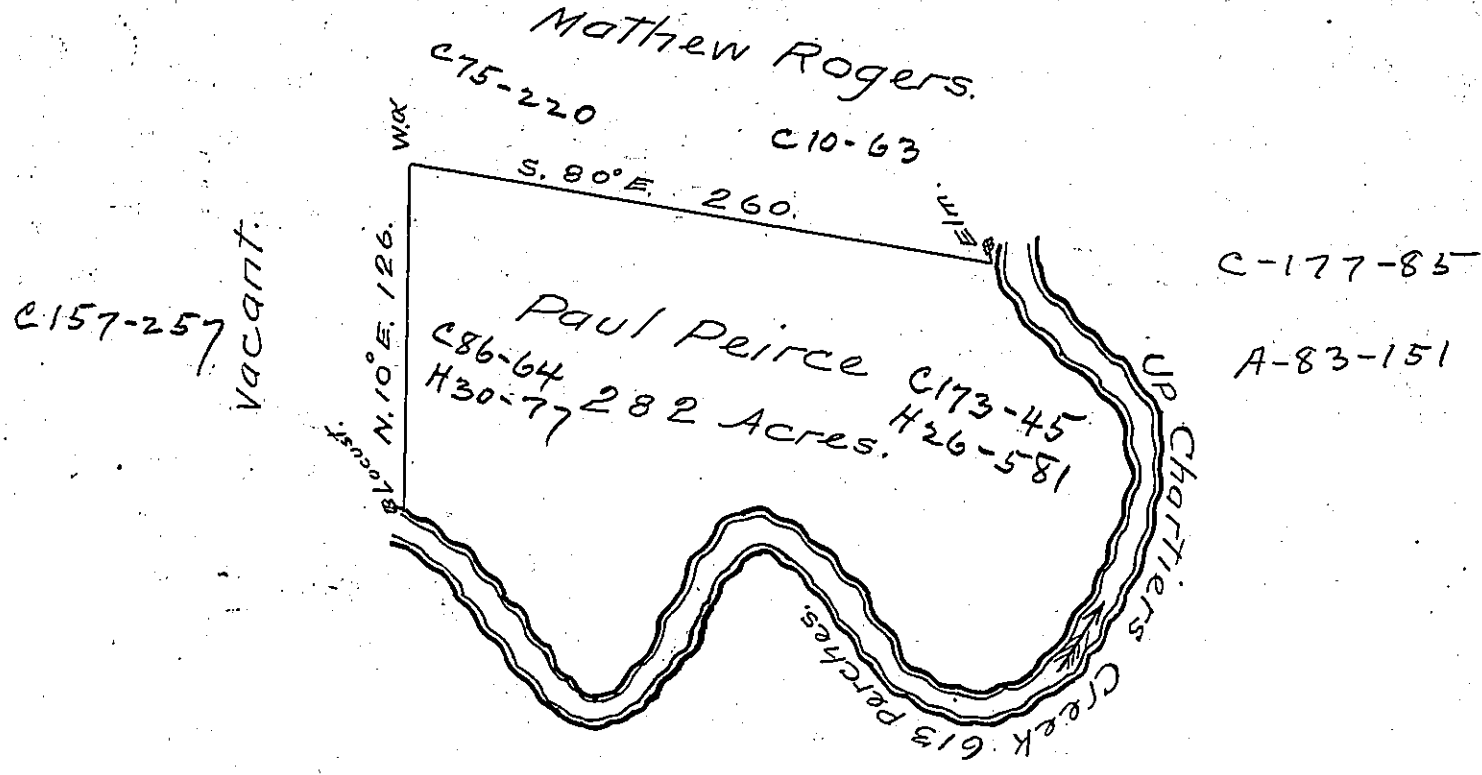 Mathew Rogers.
C75-220
C10-63
W.α
S. 80° E. 260.
Elm.
C-177-85
A-83-151
C157-257
Vacant.
N. 10° E. 126.
Paul Peirce
C86-64
H30-77
282 Acres.
C173-45
H26-581
B Locust.
UP Chartiers Creek 613 Perches.